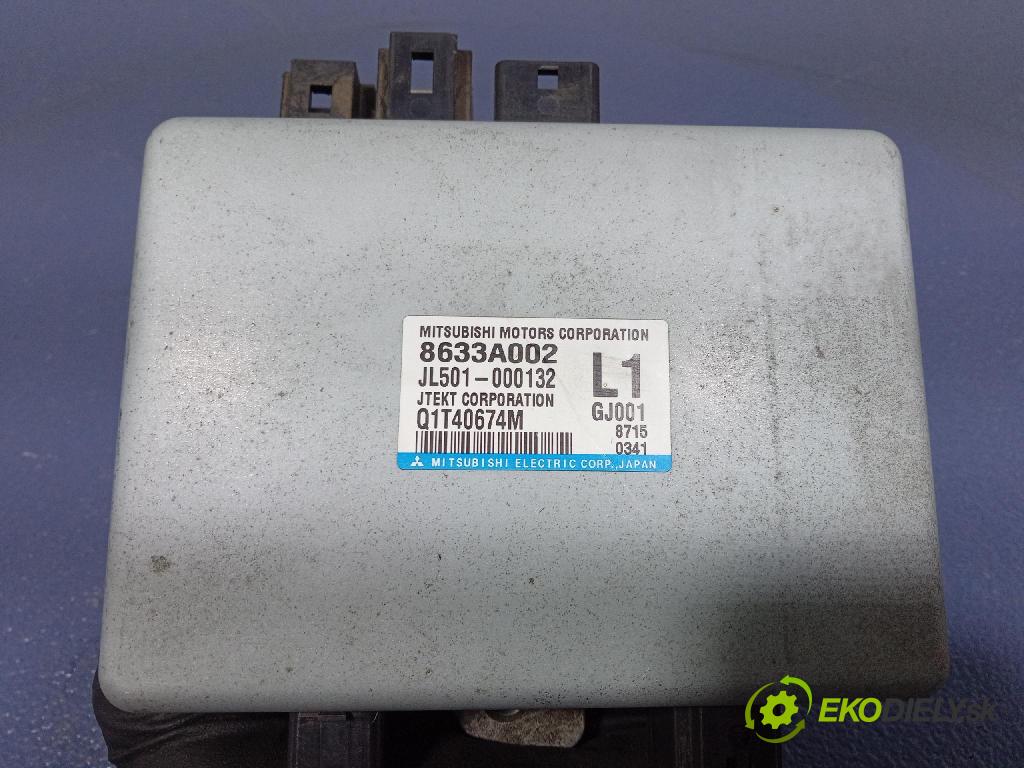 MITSUBISHI MOTORS CORPORATION
8633A002
L1
JL501-000132
JTEKT CORPORATION
GJ001
Q1T40674M
8715
0341
MITSUBISHI ELECTRIC CORP., JAPAN
EKODIELY.sk